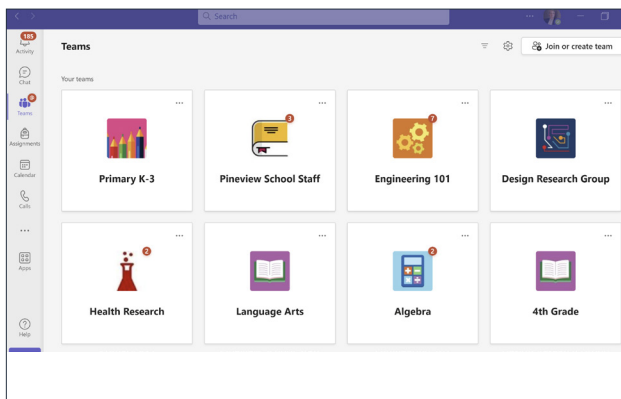 Search
185
Activity
Teams
Join or create team
Chat
Your teams
Teams
Assignments
Calendar
Calls
Apps
Help
Primary K-3
3
Pineview School Staff
7
Engineering 101
Design Research Group
2
Health Research
Language Arts
2
Algebra
4th Grade